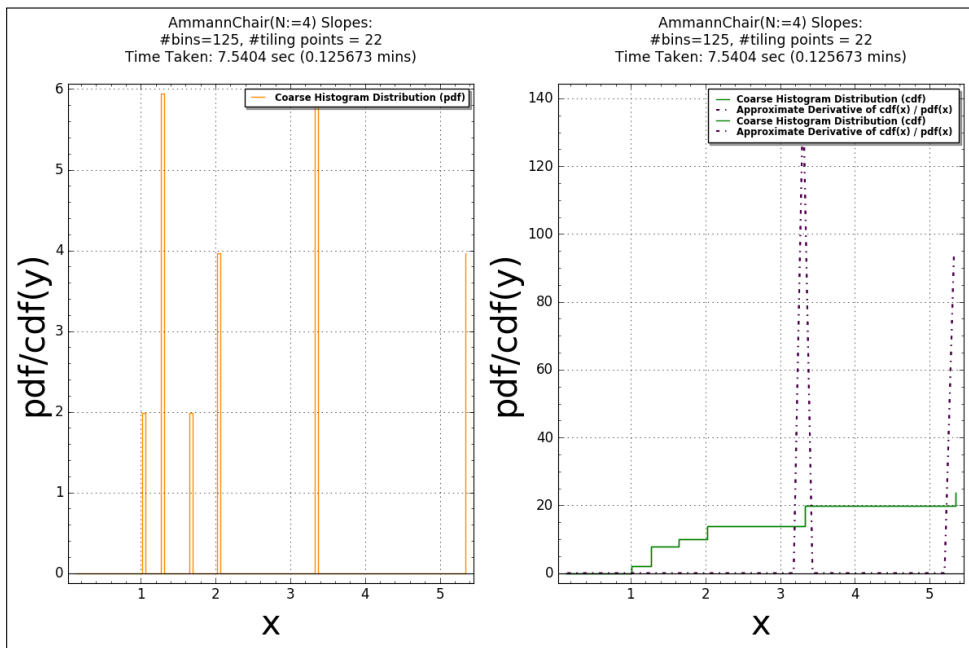 AmmannChair(N:=4) Slopes:
#bins=125, #tiling points = 22
Time Taken: 7.5404 sec (0.125673 mins)
Coarse Histogram Distribution (pdf)
6
5
4
3
2
1
0
pdf/cdf(y)
1 2 3 4 5
x
AmmannChair(N:=4) Slopes:
#bins=125, #tiling points = 22
Time Taken: 7.5404 sec (0.125673 mins)
Coarse Histogram Distribution (cdf)
Approximate Derivative of cdf(x) / pdf(x)
Coarse Histogram Distribution (cdf)
Approximate Derivative of cdf(x) / pdf(x)
140
120
100
80
60
40
20
0
pdf/cdf(y)
1 2 3 4 5
x